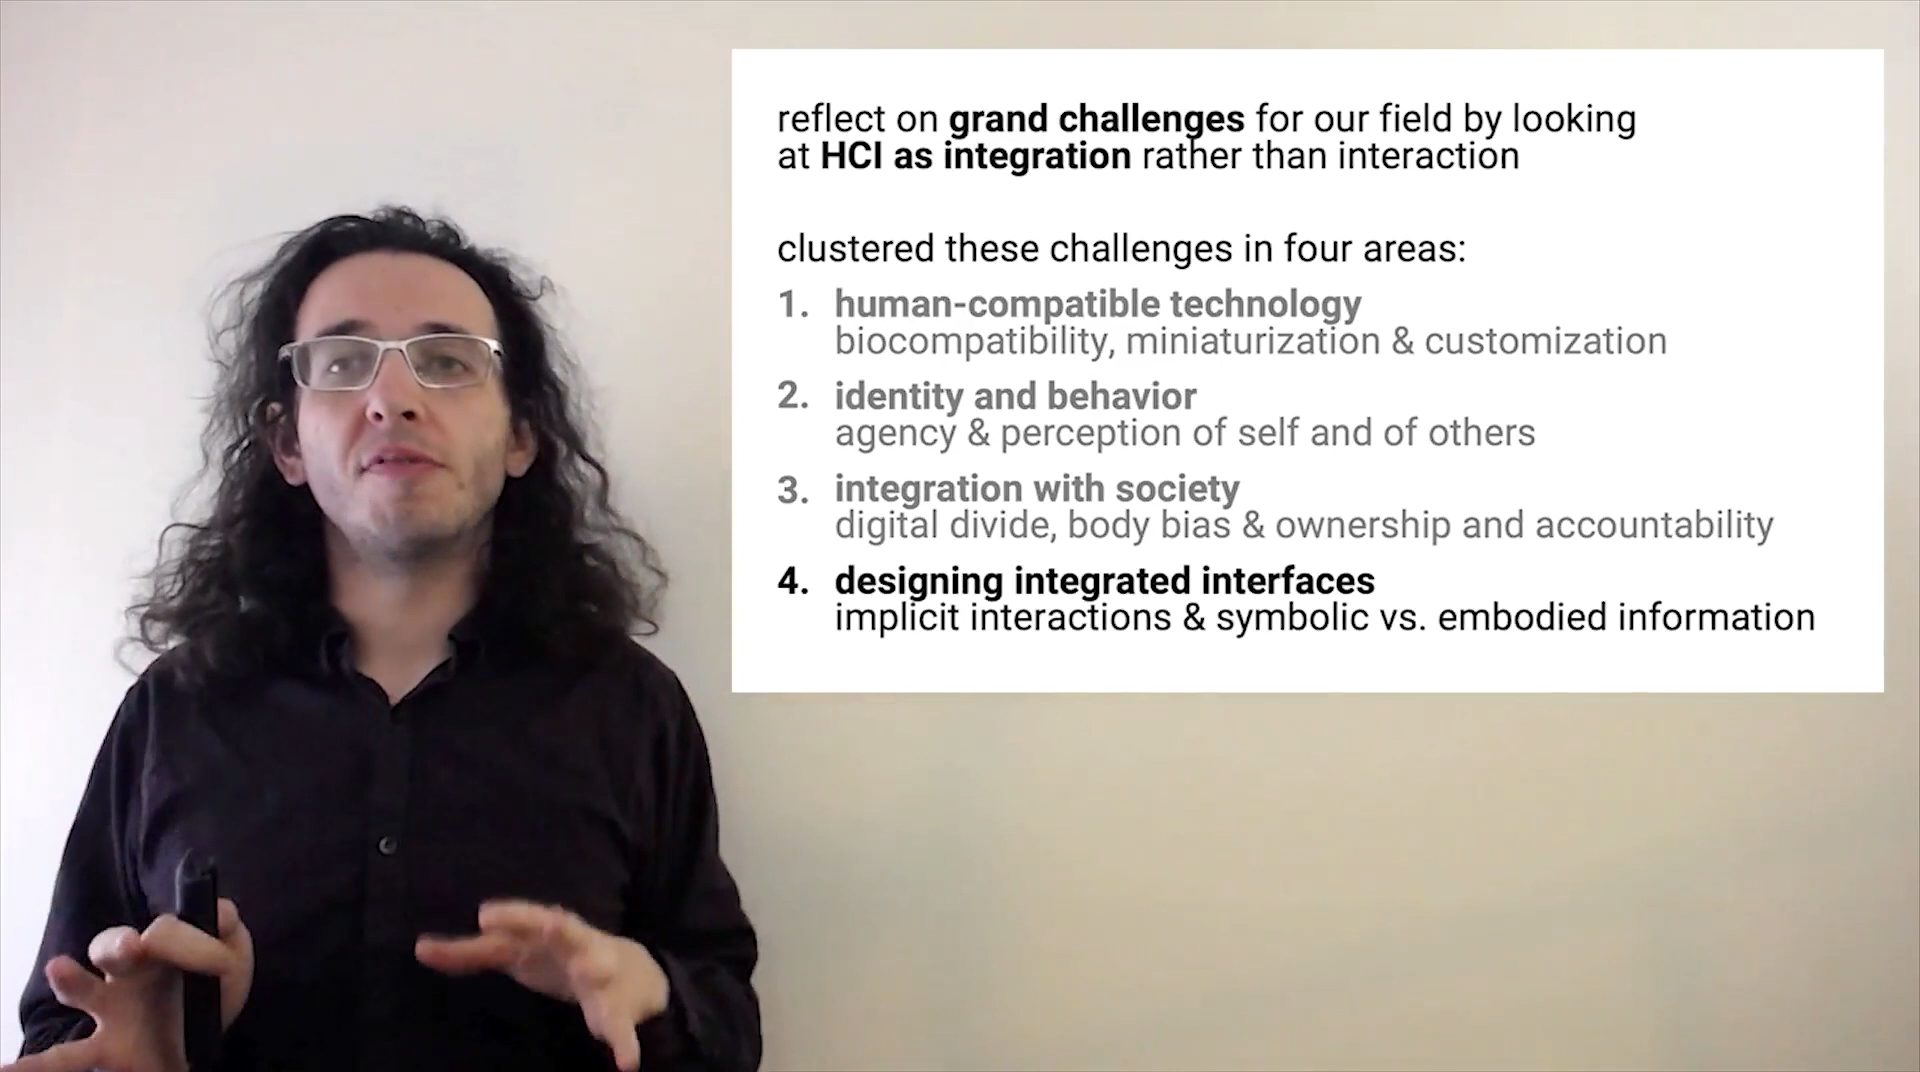 reflect on grand challenges for our field by looking
at HCI as integration rather than interaction
clustered these challenges in four areas:
1. human-compatible technology
biocompatibility, miniaturization & customization
2. identity and behavior
agency & perception of self and of others
3. integration with society
digital divide, body bias & ownership and accountability
4. designing integrated interfaces
implicit interactions & symbolic vs. embodied information